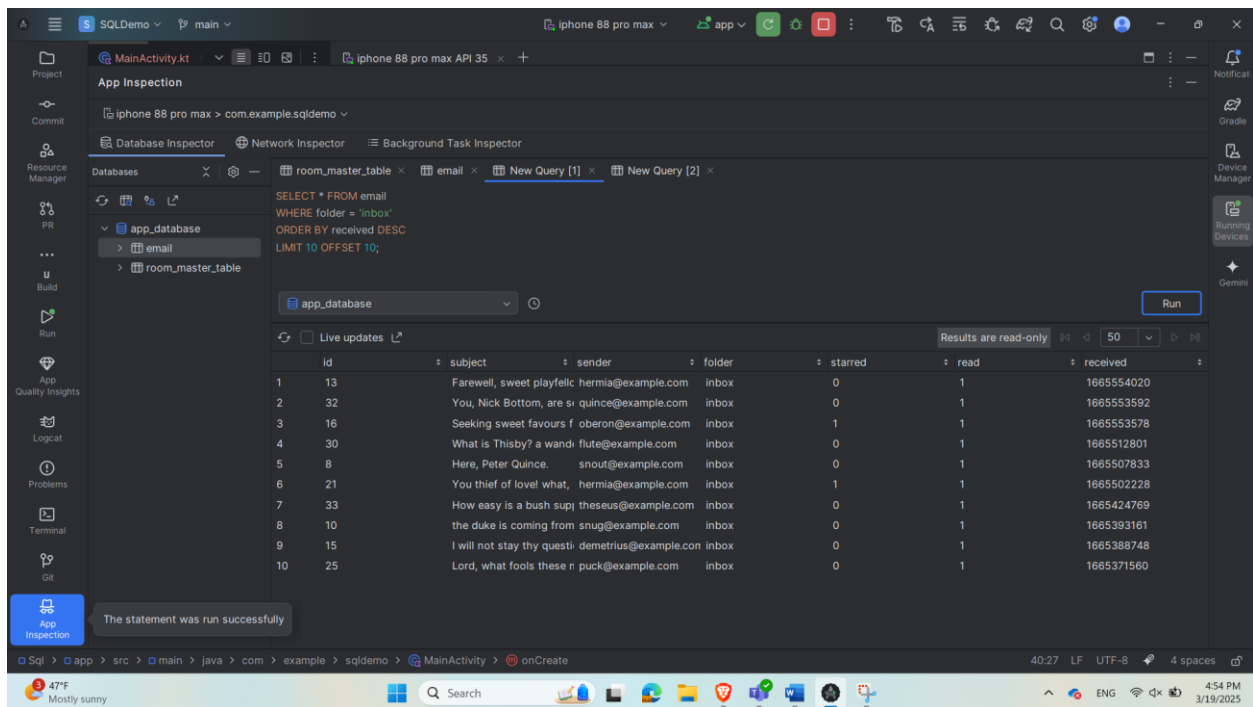 S SQLDemo main iphone 88 pro max app
MainActivity.kt iphone 88 pro max API 35
Project
Commit
Resource
Manager
PR
Build
Run
App
Quality Insights
Logcat
Problems
Terminal
Git
App
Inspection
App Inspection
iphone 88 pro max > com.example.sqldemo
Database Inspector Network Inspector Background Task Inspector
Databases
app_database
email
room_master_table
room_master_table email New Query [1] New Query [2]
SELECT * FROM email
WHERE folder = 'inbox'
ORDER BY received DESC
LIMIT 10 OFFSET 10;
app_database Run
Live updates Results are read-only 50
id subject sender folder starred read received
1 13 Farewell, sweet playfello hermia@example.com inbox 0 1 1665554020
2 32 You, Nick Bottom, are se quince@example.com inbox 0 1 1665553592
3 16 Seeking sweet favours f oberon@example.com inbox 1 1 1665553578
4 30 What is Thisby? a wande flute@example.com inbox 0 1 1665512801
5 8 Here, Peter Quince. snout@example.com inbox 0 1 1665507833
6 21 You thief of love! what, hermia@example.com inbox 1 1 1665502228
7 33 How easy is a bush supp theseus@example.com inbox 0 1 1665424769
8 10 the duke is coming from snug@example.com inbox 0 1 1665393161
9 15 I will not stay thy questi demetrius@example.com inbox 0 1 1665388748
10 25 Lord, what fools these m puck@example.com inbox 0 1 1665371560
Notificat
Gradle
Device
Manager
Running
Devices
Gemini
The statement was run successfully
Sql > app > src > main > java > com > example > sqldemo > MainActivity > onCreate 40:27 LF UTF-8 4 spaces
3 47°F
Mostly sunny
Search
ENG
4:54 PM
3/19/2025